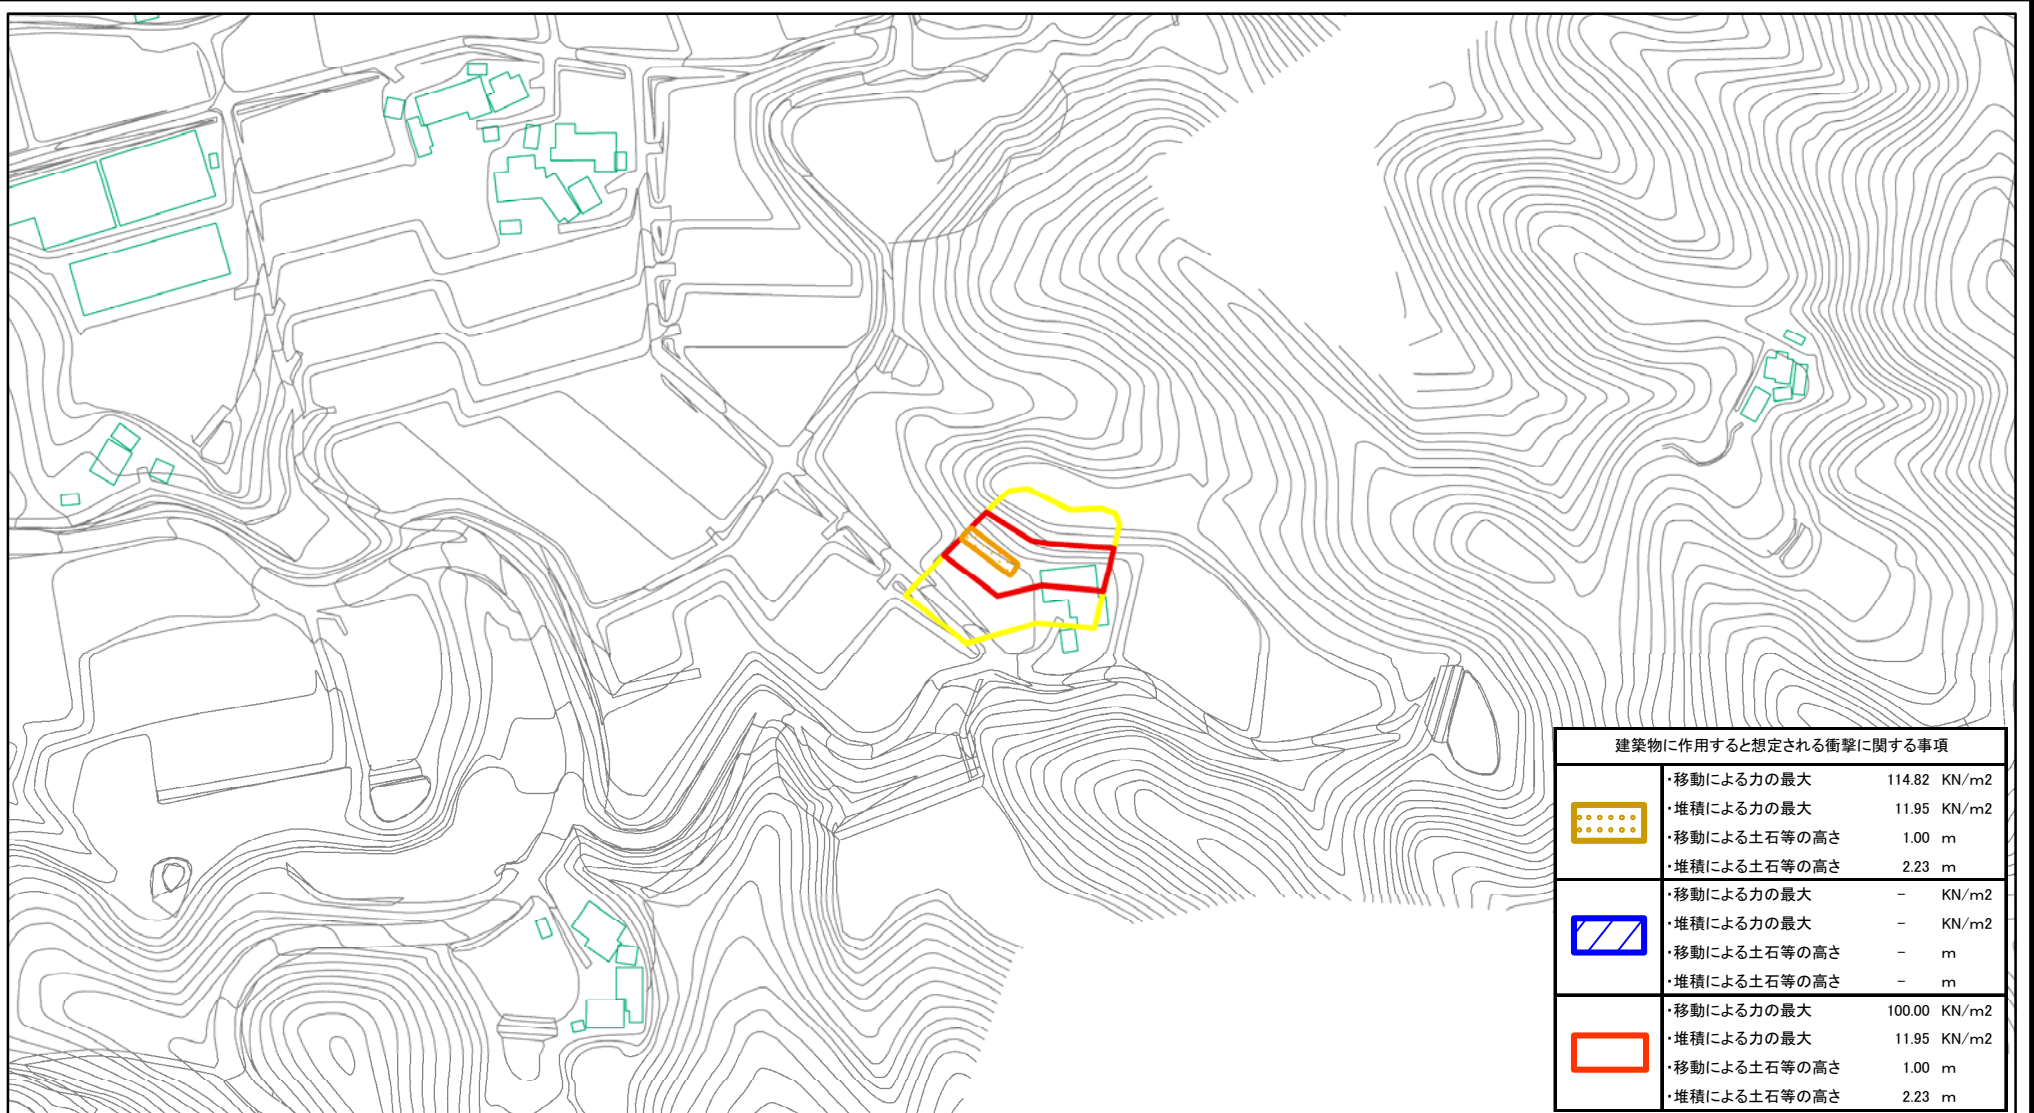 建築物に作用すると想定される衝撃に関する事項
・移動による力の最大 114.82 KN/m2
・堆積による力の最大 11.95 KN/m2
・移動による土石等の高さ 1.00 m
・堆積による土石等の高さ 2.23 m
・移動による力の最大 - KN/m2
・堆積による力の最大 - KN/m2
・移動による土石等の高さ - m
・堆積による土石等の高さ - m
・移動による力の最大 100.00 KN/m2
・堆積による力の最大 11.95 KN/m2
・移動による土石等の高さ 1.00 m
・堆積による土石等の高さ 2.23 m